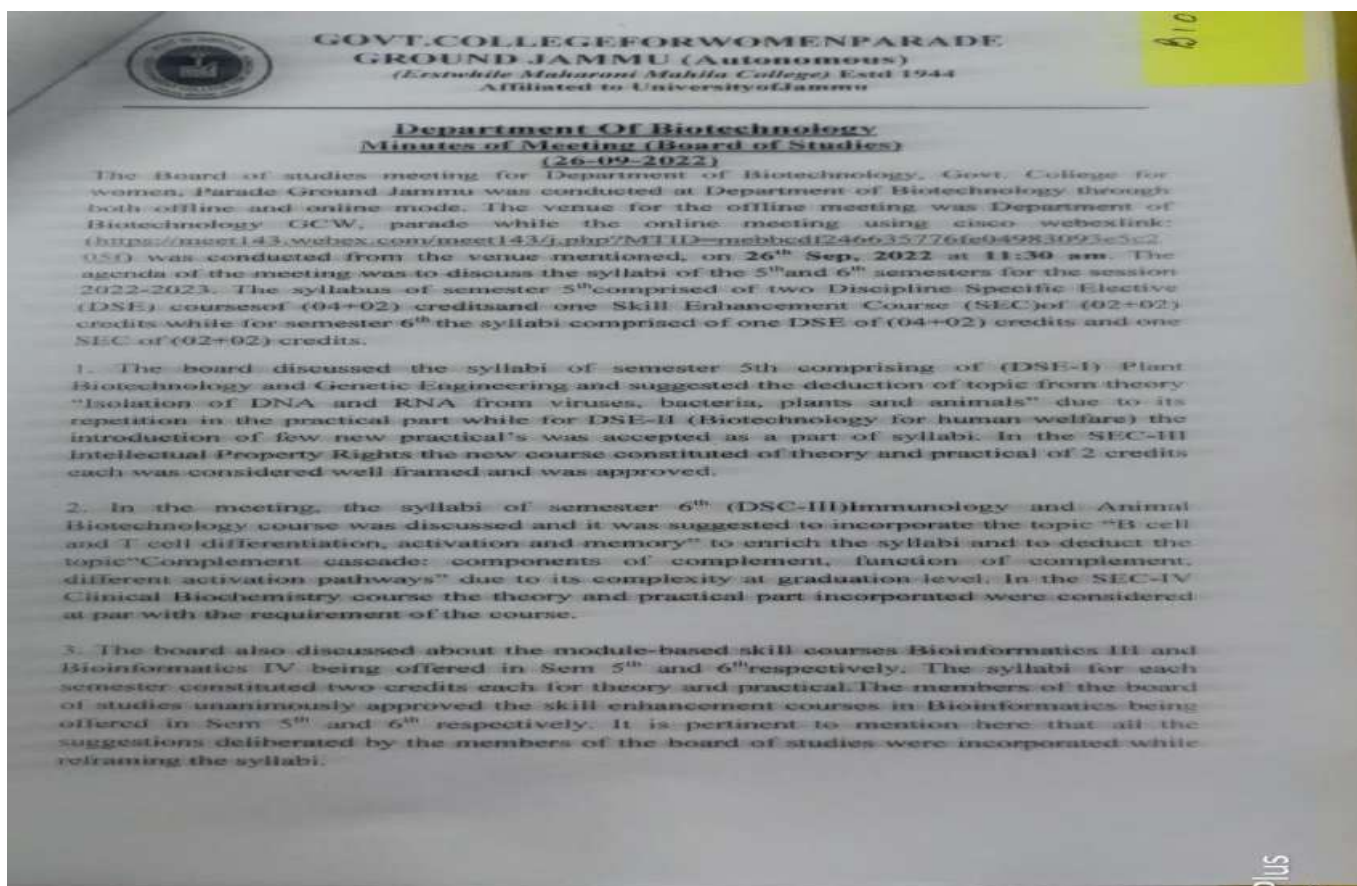 BIO
GOVT.COLLEGEFORWOMENPARADE
GROUND JAMMU (Autonomous)
(Erstwhile Maharani Mahila College) Estd 1944
Affiliated to UniversityofJammu
Department Of Biotechnology
Minutes of Meeting (Board of Studies)
(26-09-2022)
The Board of studies meeting for Department of Biotechnology, Govt. College for
women, Parade Ground Jammu was conducted at Department of Biotechnology through
both offline and online mode. The venue for the offline meeting was Department of
Biotechnology GCW, parade while the online meeting using cisco webexlink:
(https://meet143.webex.com/meet143/j.php?MTID=
was conducted from the venue mentioned, on 26th Sep, 2022 at 11:30 am. The
agenda of the meeting was to discuss the syllabi of the 5thand 6th semesters for the session
2022-2023. The syllabus of semester 5thcomprised of two Discipline Specific Elective
(DSE) coursesof (04+02) creditsand one Skill Enhancement Course (SEC)of (02+02)
credits while for semester 6th the syllabi comprised of one DSE of (04+02) credits and one
SEC of (02+02) credits.
1. The board discussed the syllabi of semester 5th comprising of (DSE-I) Plant
Biotechnology and Genetic Engineering and suggested the deduction of topic from theory
"Isolation of DNA and RNA from viruses, bacteria, plants and animals" due to its
repetition in the practical part while for DSE-II (Biotechnology for human welfare) the
introduction of few new practical's was accepted as a part of syllabi. In the SEC-III
Intellectual Property Rights the new course constituted of theory and practical of 2 credits
each was considered well framed and was approved.
2. In the meeting, the syllabi of semester 6th (DSC-III)Immunology and Animal
Biotechnology course was discussed and it was suggested to incorporate the topic "B cell
and T cell differentiation, activation and memory" to enrich the syllabi and to deduct the
topic"Complement cascade: components of complement, function of complement,
different activation pathways" due to its complexity at graduation level. In the SEC-IV
Clinical Biochemistry course the theory and practical part incorporated were considered
at par with the requirement of the course.
3. The board also discussed about the module-based skill courses Bioinformatics III and
Bioinformatics IV being offered in Sem 5th and 6threspectively. The syllabi for each
semester constituted two credits each for theory and practical.The members of the board
of studies unanimously approved the skill enhancement courses in Bioinformatics being
offered in Sem 5th and 6th respectively. It is pertinent to mention here that all the
suggestions deliberated by the members of the board of studies were incorporated while
reframing the syllabi.
Plus